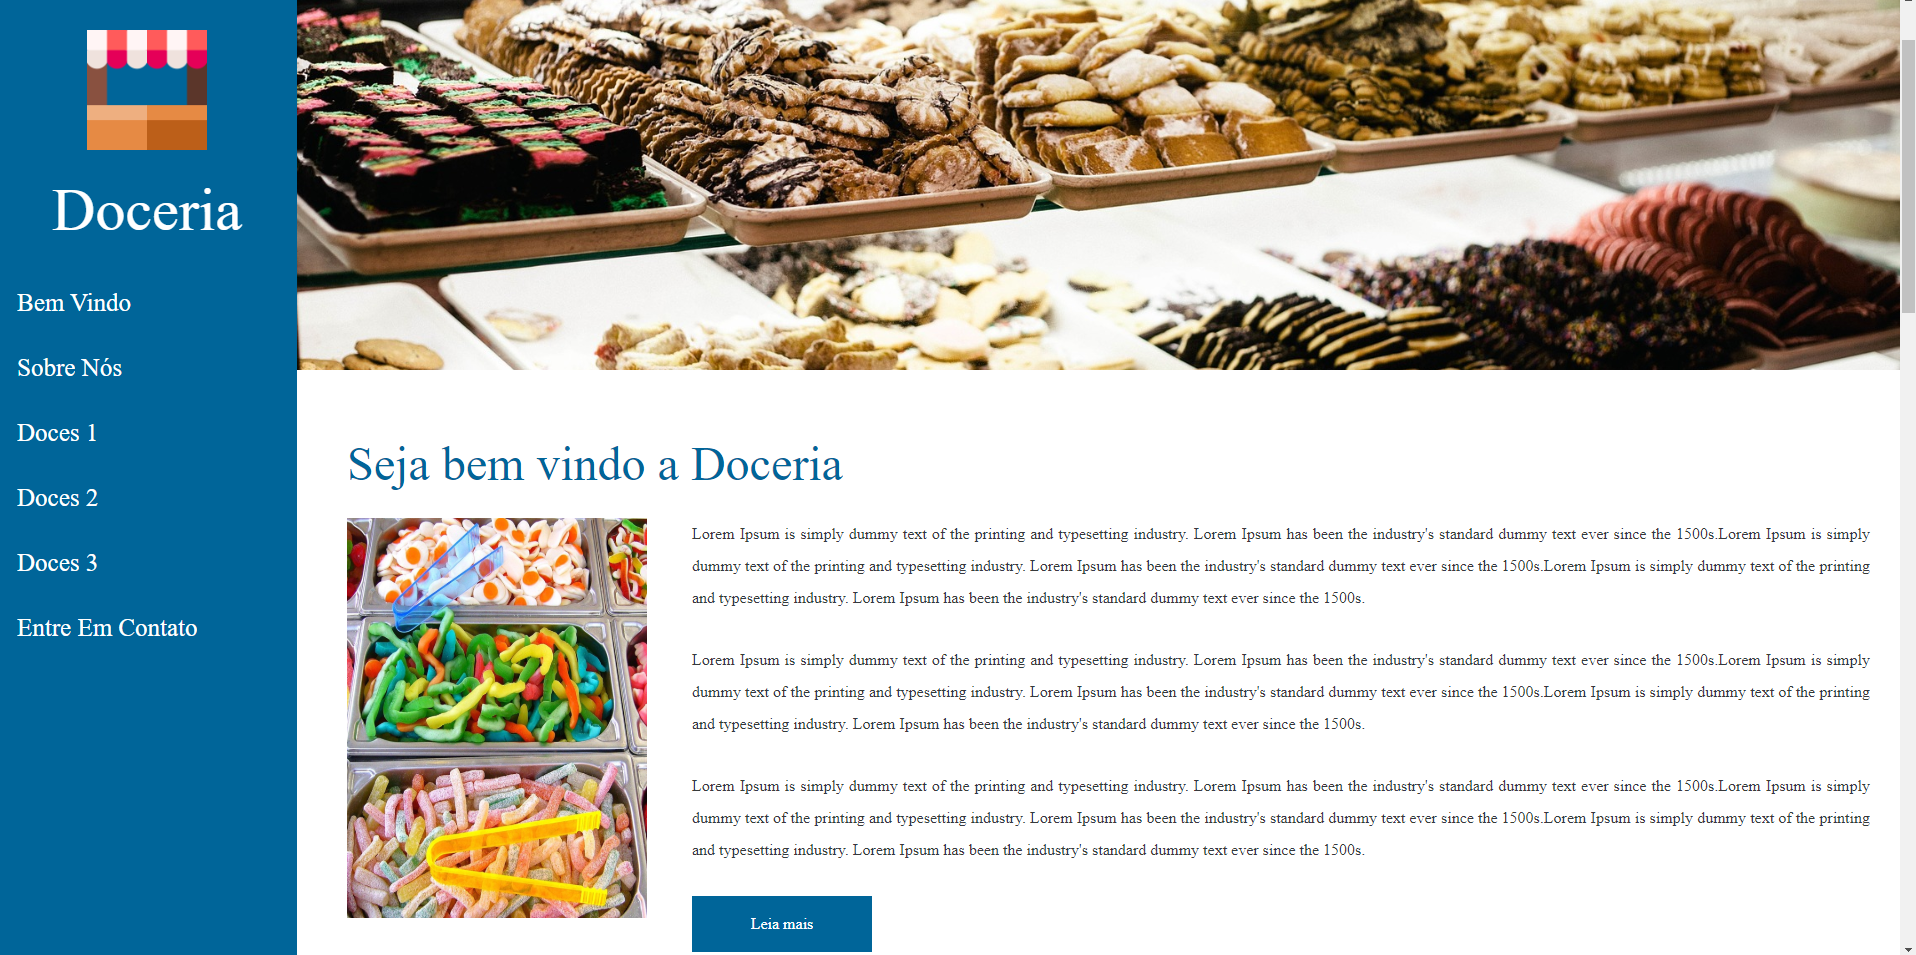 Doceria
Bem Vindo
Sobre Nós
Doces 1
Doces 2
Doces 3
Entre Em Contato
Seja bem vindo a Doceria
Lorem Ipsum is simply dummy text of the printing and typesetting industry. Lorem Ipsum has been the industry's standard dummy text ever since the 1500s.Lorem Ipsum is simply
dummy text of the printing and typesetting industry. Lorem Ipsum has been the industry's standard dummy text ever since the 1500s.Lorem Ipsum is simply dummy text of the printing
and typesetting industry. Lorem Ipsum has been the industry's standard dummy text ever since the 1500s.
Lorem Ipsum is simply dummy text of the printing and typesetting industry. Lorem Ipsum has been the industry's standard dummy text ever since the 1500s.Lorem Ipsum is simply
dummy text of the printing and typesetting industry. Lorem Ipsum has been the industry's standard dummy text ever since the 1500s.Lorem Ipsum is simply dummy text of the printing
and typesetting industry. Lorem Ipsum has been the industry's standard dummy text ever since the 1500s.
Lorem Ipsum is simply dummy text of the printing and typesetting industry. Lorem Ipsum has been the industry's standard dummy text ever since the 1500s.Lorem Ipsum is simply
dummy text of the printing and typesetting industry. Lorem Ipsum has been the industry's standard dummy text ever since the 1500s.Lorem Ipsum is simply dummy text of the printing
and typesetting industry. Lorem Ipsum has been the industry's standard dummy text ever since the 1500s.
Leia mais